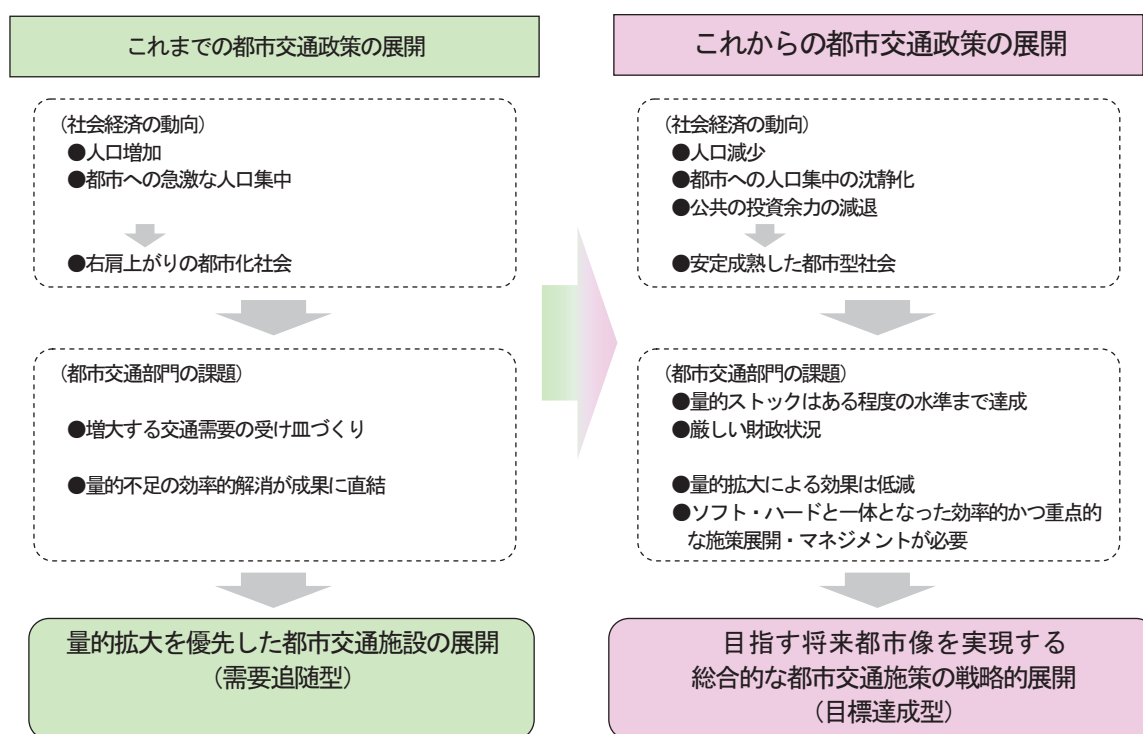 これまでの都市交通政策の展開
(社会経済の動向)
●人口増加
●都市への急激な人口集中
●右肩上がりの都市化社会
(都市交通部門の課題)
●増大する交通需要の受け皿づくり
●量的不足の効率的解消が成果に直結
量的拡大を優先した都市交通施設の展開
(需要追随型)
これからの都市交通政策の展開
(社会経済の動向)
●人口減少
●都市への人口集中の沈静化
●公共の投資余力の減退
●安定成熟した都市型社会
(都市交通部門の課題)
●量的ストックはある程度の水準まで達成
●厳しい財政状況
●量的拡大による効果は低減
●ソフト・ハードと一体となった効率的かつ重点的
な施策展開・マネジメントが必要
目指す将来都市像を実現する
総合的な都市交通施策の戦略的展開
(目標達成型)